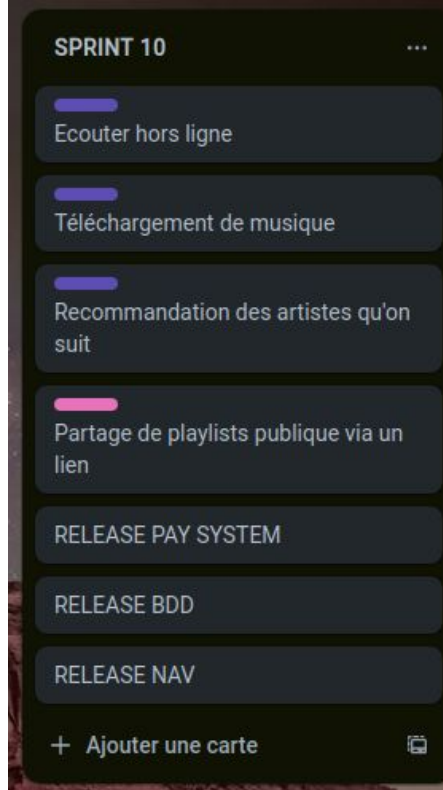 SPRINT 10
Ecouter hors ligne
Téléchargement de musique
Recommandation des artistes qu'on
suit
Partage de playlists publique via un
lien
RELEASE PAY SYSTEM
RELEASE BDD
RELEASE NAV
+ Ajouter une carte